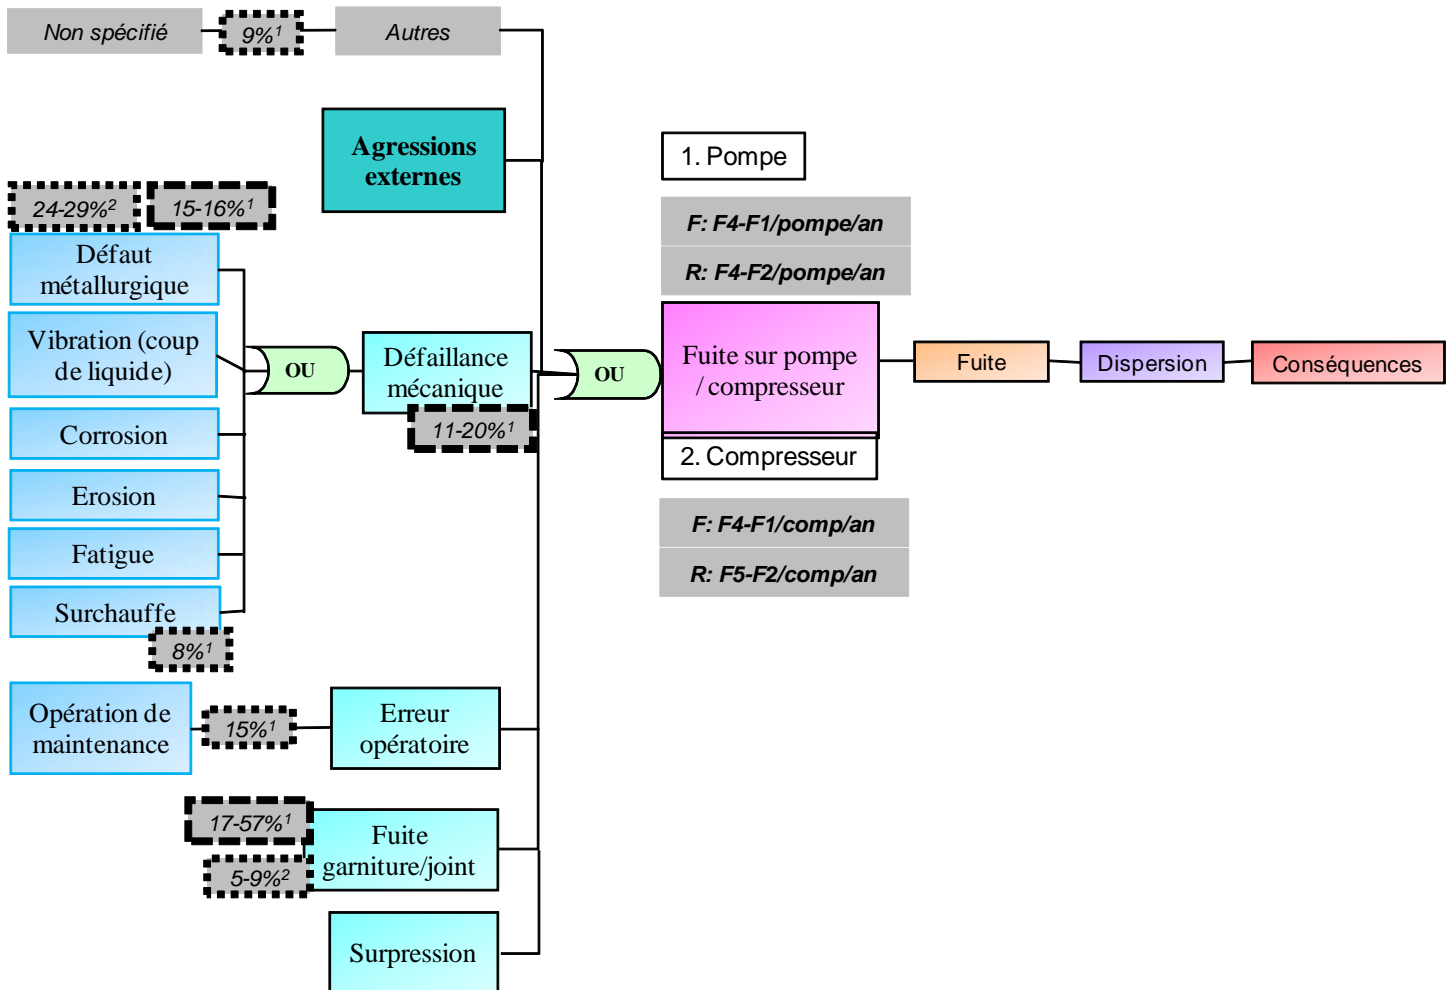 Non spécifié
9%¹
Autres
Agressions
externes
1. Pompe
24-29%²
15-16%¹
F: F4-F1/pompe/an
R: F4-F2/pompe/an
Défaut
métallurgique
Vibration (coup
de liquide)
OU
Défaillance
mécanique
11-20%¹
OU
Fuite sur pompe
/ compresseur
Fuite
Dispersion
Conséquences
2. Compresseur
Corrosion
Erosion
Fatigue
Surchauffe
8%¹
F: F4-F1/comp/an
R: F5-F2/comp/an
Opération de
maintenance
15%¹
Erreur
opératoire
17-57%¹
5-9%²
Fuite
garniture/joint
Surpression